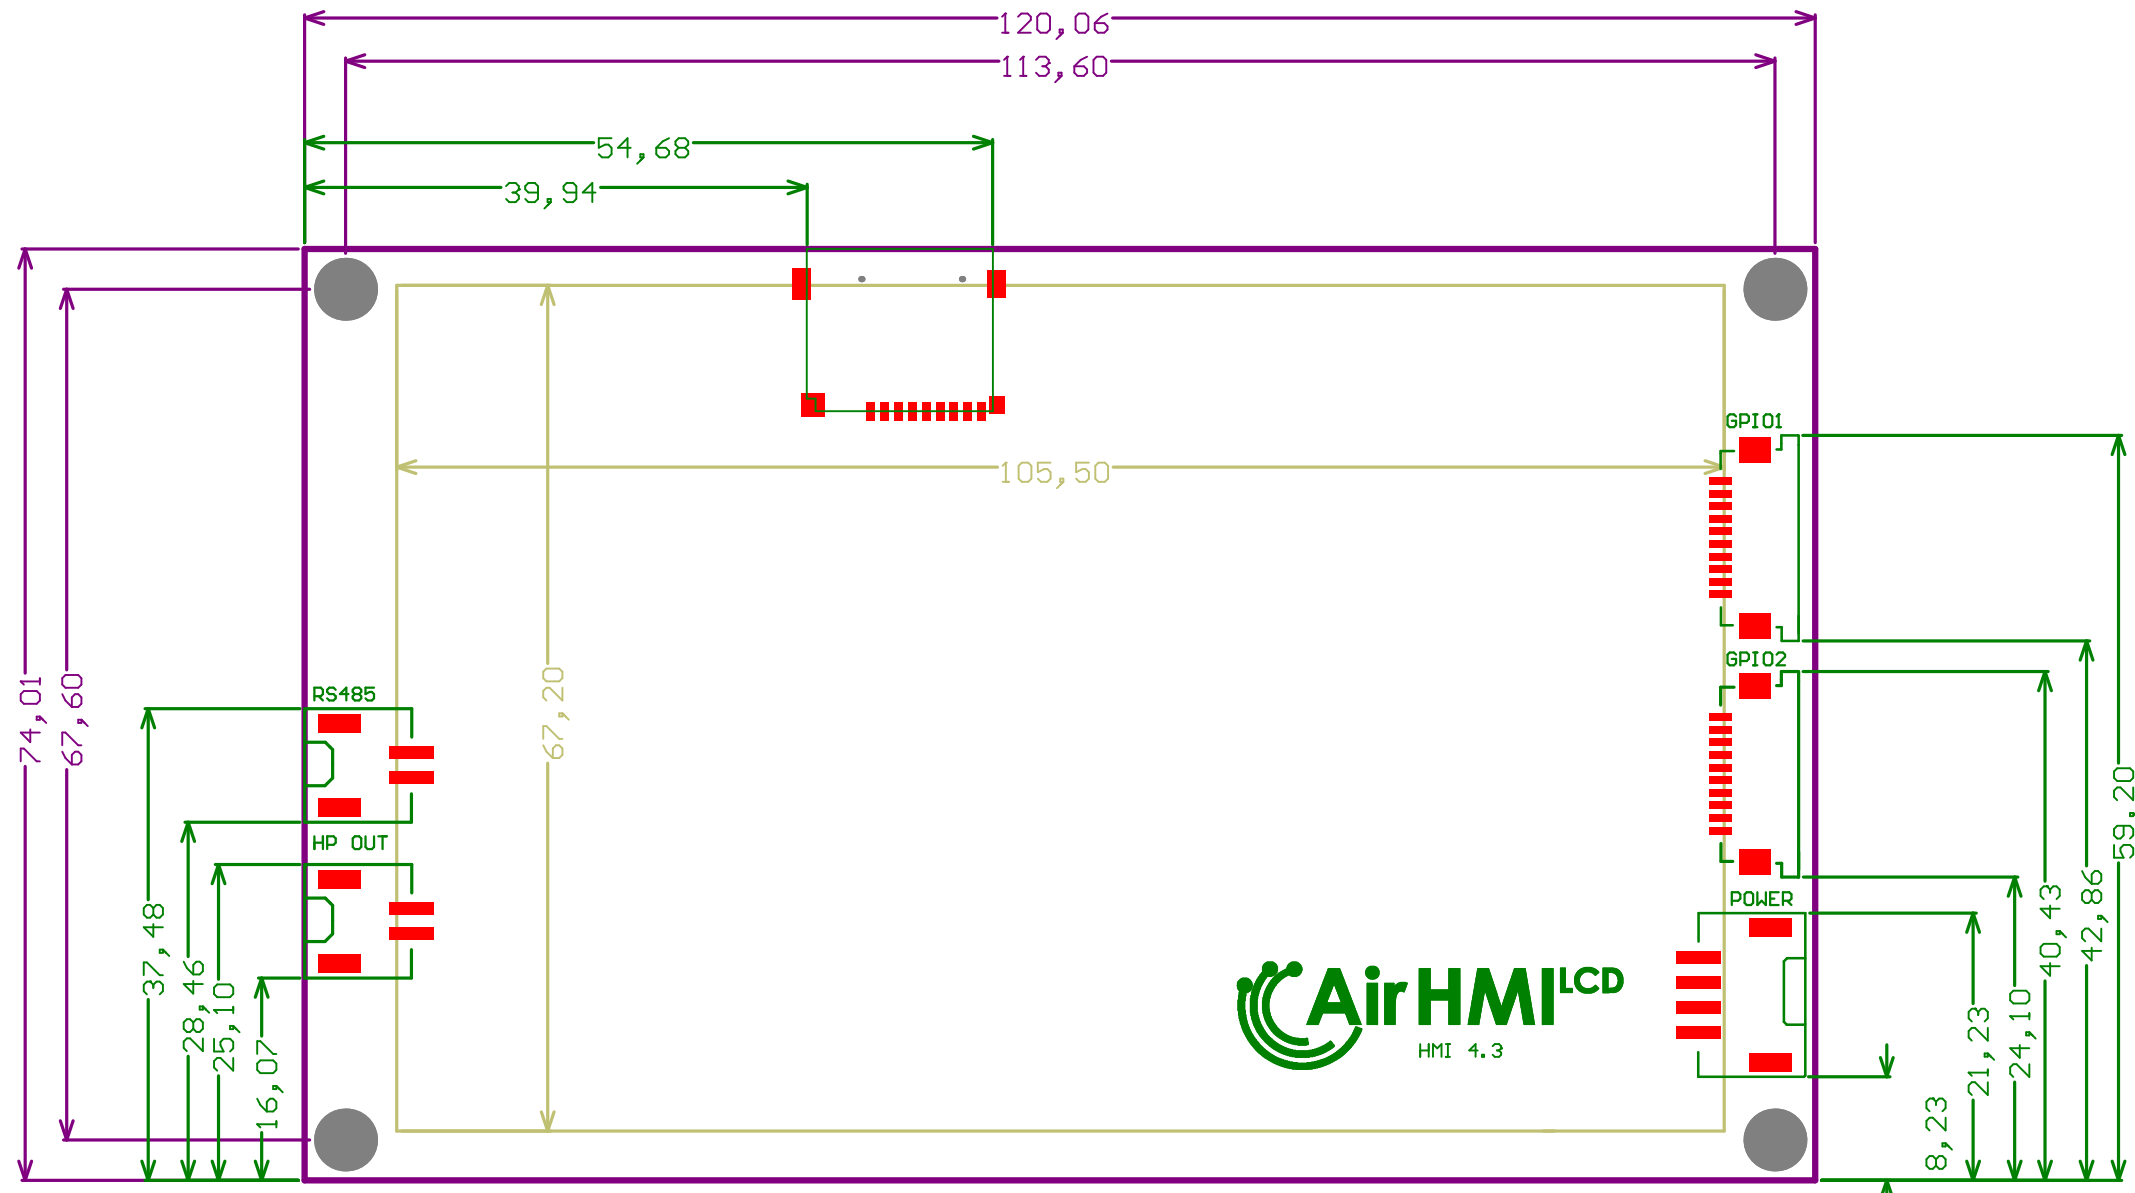 120,06
113,60
54,68
39,94
GPIO1
105,50
GPIO2
RS485
67,20
74,01
67,60
HP OUT
59.20
42,86
40,43
POWER
37,48
28,46
25,10
16,07
AirHMI LCD
HMI 4.3
24,10
21,23
8,23